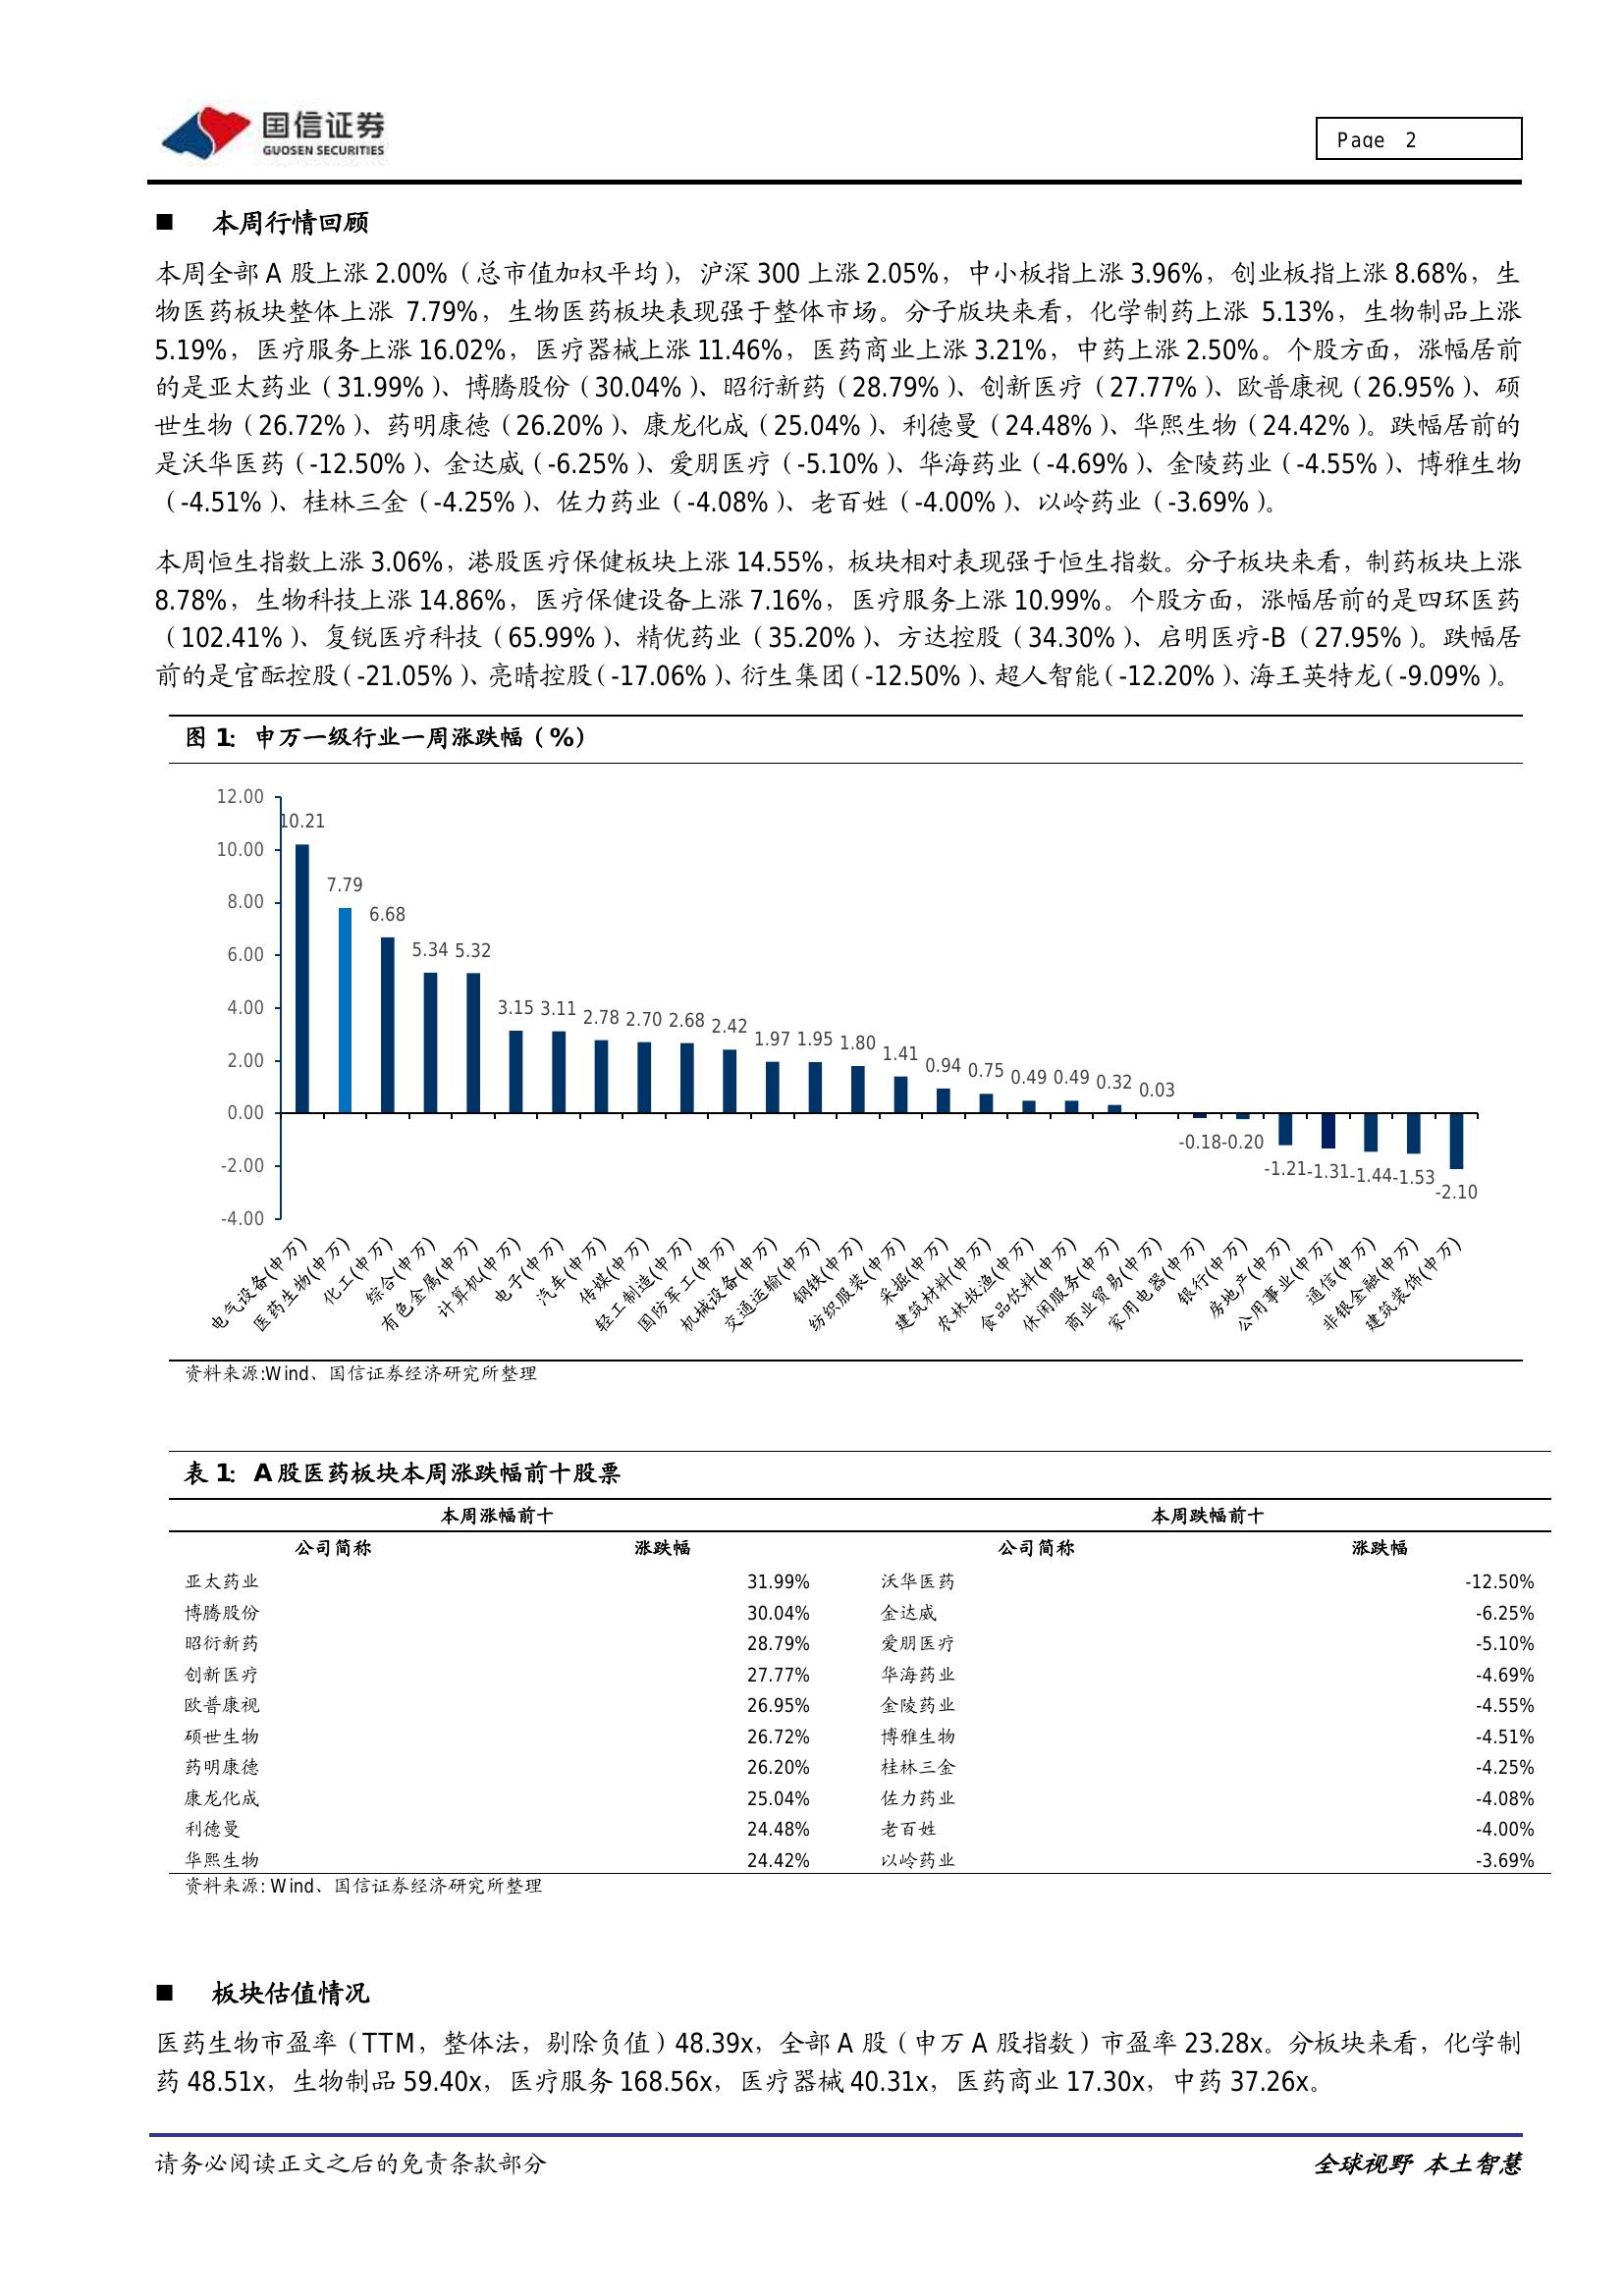 国信证券
GUOSEN SECURITIES
Page 2
■ 本周行情回顾
本周全部 A 股上涨 2.00%（总市值加权平均），沪深 300 上涨 2.05%，中小板指上涨 3.96%，创业板指上涨 8.68%，生
物医药板块整体上涨 7.79%，生物医药板块表现强于整体市场。分子版块来看，化学制药上涨 5.13%，生物制品上涨
5.19%，医疗服务上涨 16.02%，医疗器械上涨 11.46%，医药商业上涨 3.21%，中药上涨 2.50%。个股方面，涨幅居前
的是亚太药业（31.99%）、博腾股份（30.04%）、昭衍新药（28.79%）、创新医疗（27.77%）、欧普康视（26.95%）、硕
世生物（26.72%）、药明康德（26.20%）、康龙化成（25.04%）、利德曼（24.48%）、华熙生物（24.42%）。跌幅居前的
是沃华医药（-12.50%）、金达威（-6.25%）、爱朋医疗（-5.10%）、华海药业（-4.69%）、金陵药业（-4.55%）、博雅生物
（-4.51%）、桂林三金（-4.25%）、佐力药业（-4.08%）、老百姓（-4.00%）、以岭药业（-3.69%）。
本周恒生指数上涨 3.06%，港股医疗保健板块上涨 14.55%，板块相对表现强于恒生指数。分子板块来看，制药板块上涨
8.78%，生物科技上涨 14.86%，医疗保健设备上涨 7.16%，医疗服务上涨 10.99%。个股方面，涨幅居前的是四环医药
（102.41%）、复锐医疗科技（65.99%）、精优药业（35.20%）、方达控股（34.30%）、启明医疗-B（27.95%）。跌幅居
前的是官酝控股（-21.05%）、亮晴控股（-17.06%）、衍生集团（-12.50%）、超人智能（-12.20%）、海王英特龙（-9.09%）。
图 1：申万一级行业一周涨跌幅（%）
12.00
10.00
8.00
6.00
4.00
2.00
0.00
-2.00
-4.00
10.21
7.79
6.68
5.34 5.32
3.15 3.11 2.78 2.70 2.68 2.42 1.97 1.95 1.80 1.41 0.94 0.75 0.49 0.49 0.32 0.03
-0.18 -0.20
-1.21 -1.31 -1.44 -1.53 -2.10
电气设备(申万)
医药生物(申万)
化工(申万)
综合(申万)
有色金属(申万)
计算机(申万)
电子(申万)
汽车(申万)
传媒(申万)
轻工制造(申万)
国防军工(申万)
机械设备(申万)
交通运输(申万)
钢铁(申万)
纺织服装(申万)
采掘(申万)
建筑材料(申万)
农林牧渔(申万)
食品饮料(申万)
休闲服务(申万)
商业贸易(申万)
家用电器(申万)
银行(申万)
房地产(申万)
公用事业(申万)
通信(申万)
非银金融(申万)
建筑装饰(申万)
资料来源:Wind、国信证券经济研究所整理
表 1：A 股医药板块本周涨跌幅前十股票
本周涨幅前十 本周跌幅前十
公司简称 涨跌幅 公司简称 涨跌幅
亚太药业 31.99% 沃华医药 -12.50%
博腾股份 30.04% 金达威 -6.25%
昭衍新药 28.79% 爱朋医疗 -5.10%
创新医疗 27.77% 华海药业 -4.69%
欧普康视 26.95% 金陵药业 -4.55%
硕世生物 26.72% 博雅生物 -4.51%
药明康德 26.20% 桂林三金 -4.25%
康龙化成 25.04% 佐力药业 -4.08%
利德曼 24.48% 老百姓 -4.00%
华熙生物 24.42% 以岭药业 -3.69%
资料来源: Wind、国信证券经济研究所整理
■ 板块估值情况
医药生物市盈率（TTM，整体法，剔除负值）48.39x，全部 A 股（申万 A 股指数）市盈率 23.28x。分板块来看，化学制
药 48.51x，生物制品 59.40x，医疗服务 168.56x，医疗器械 40.31x，医药商业 17.30x，中药 37.26x。
请务必阅读正文之后的免责条款部分
全球视野 本土智慧